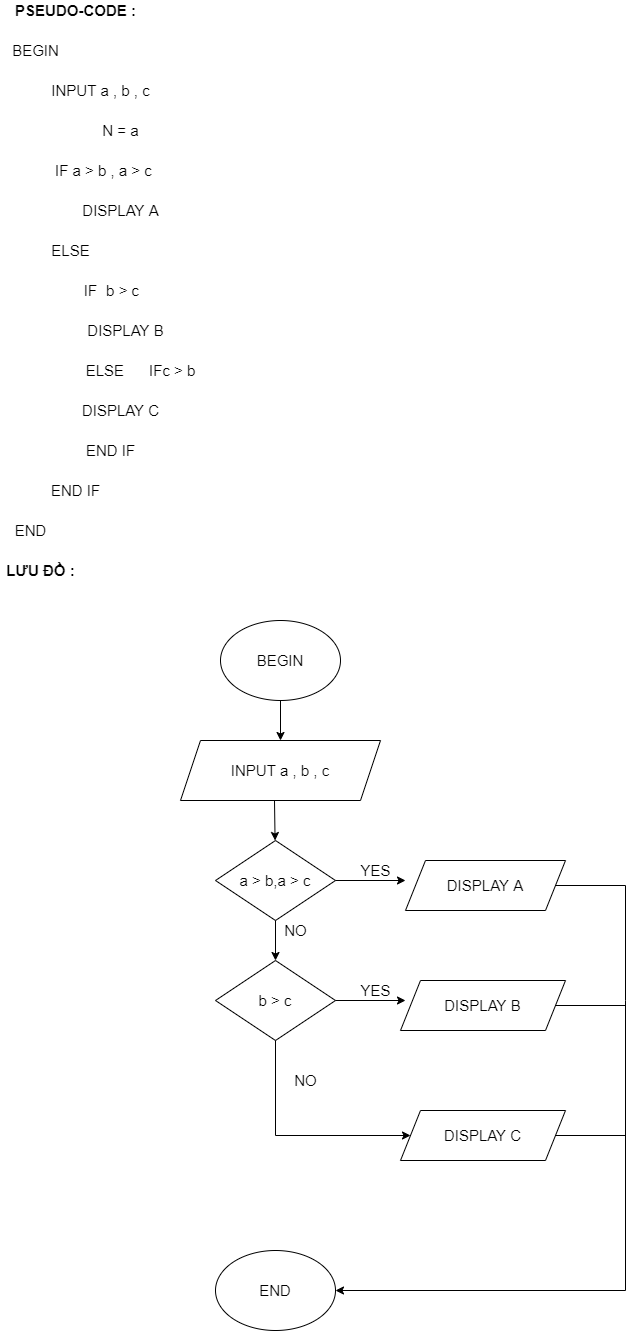 PSEUDO-CODE :
BEGIN
INPUT a , b , c
N = a
IF a > b , a > c
DISPLAY A
ELSE
IF b > c
DISPLAY B
ELSE IFc > b
DISPLAY C
END IF
END IF
END
LƯU ĐỒ :
BEGIN
INPUT a , b , c
a > b,a > c
YES
DISPLAY A
NO
b > c
YES
DISPLAY B
NO
DISPLAY C
END